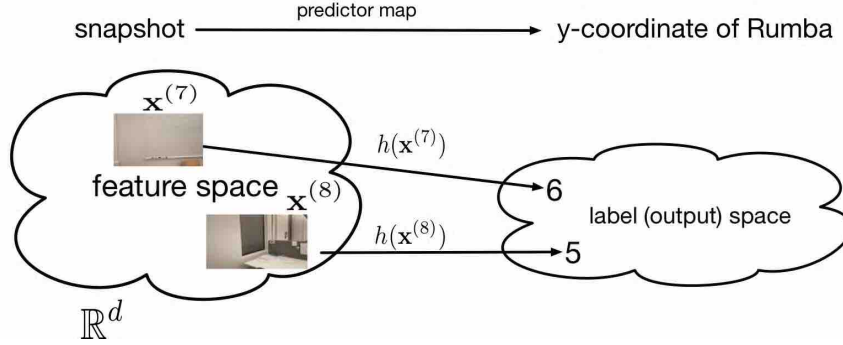 predictor map
snapshot
y-coordinate of Rumba
x^{(7)}
h(x^{(7)})
feature space
x^{(8)}
6
label (output) space
h(x^{(8)})
5
ℝ^d